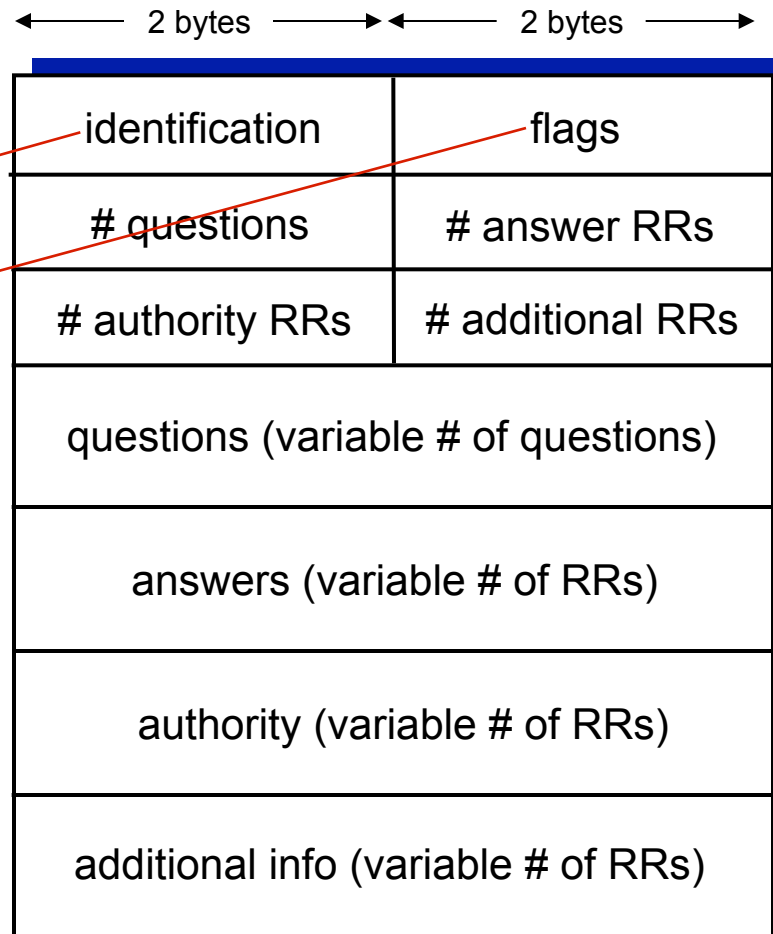 2 bytes 2 bytes
identification flags
# questions # answer RRs
# authority RRs # additional RRs
questions (variable # of questions)
answers (variable # of RRs)
authority (variable # of RRs)
additional info (variable # of RRs)